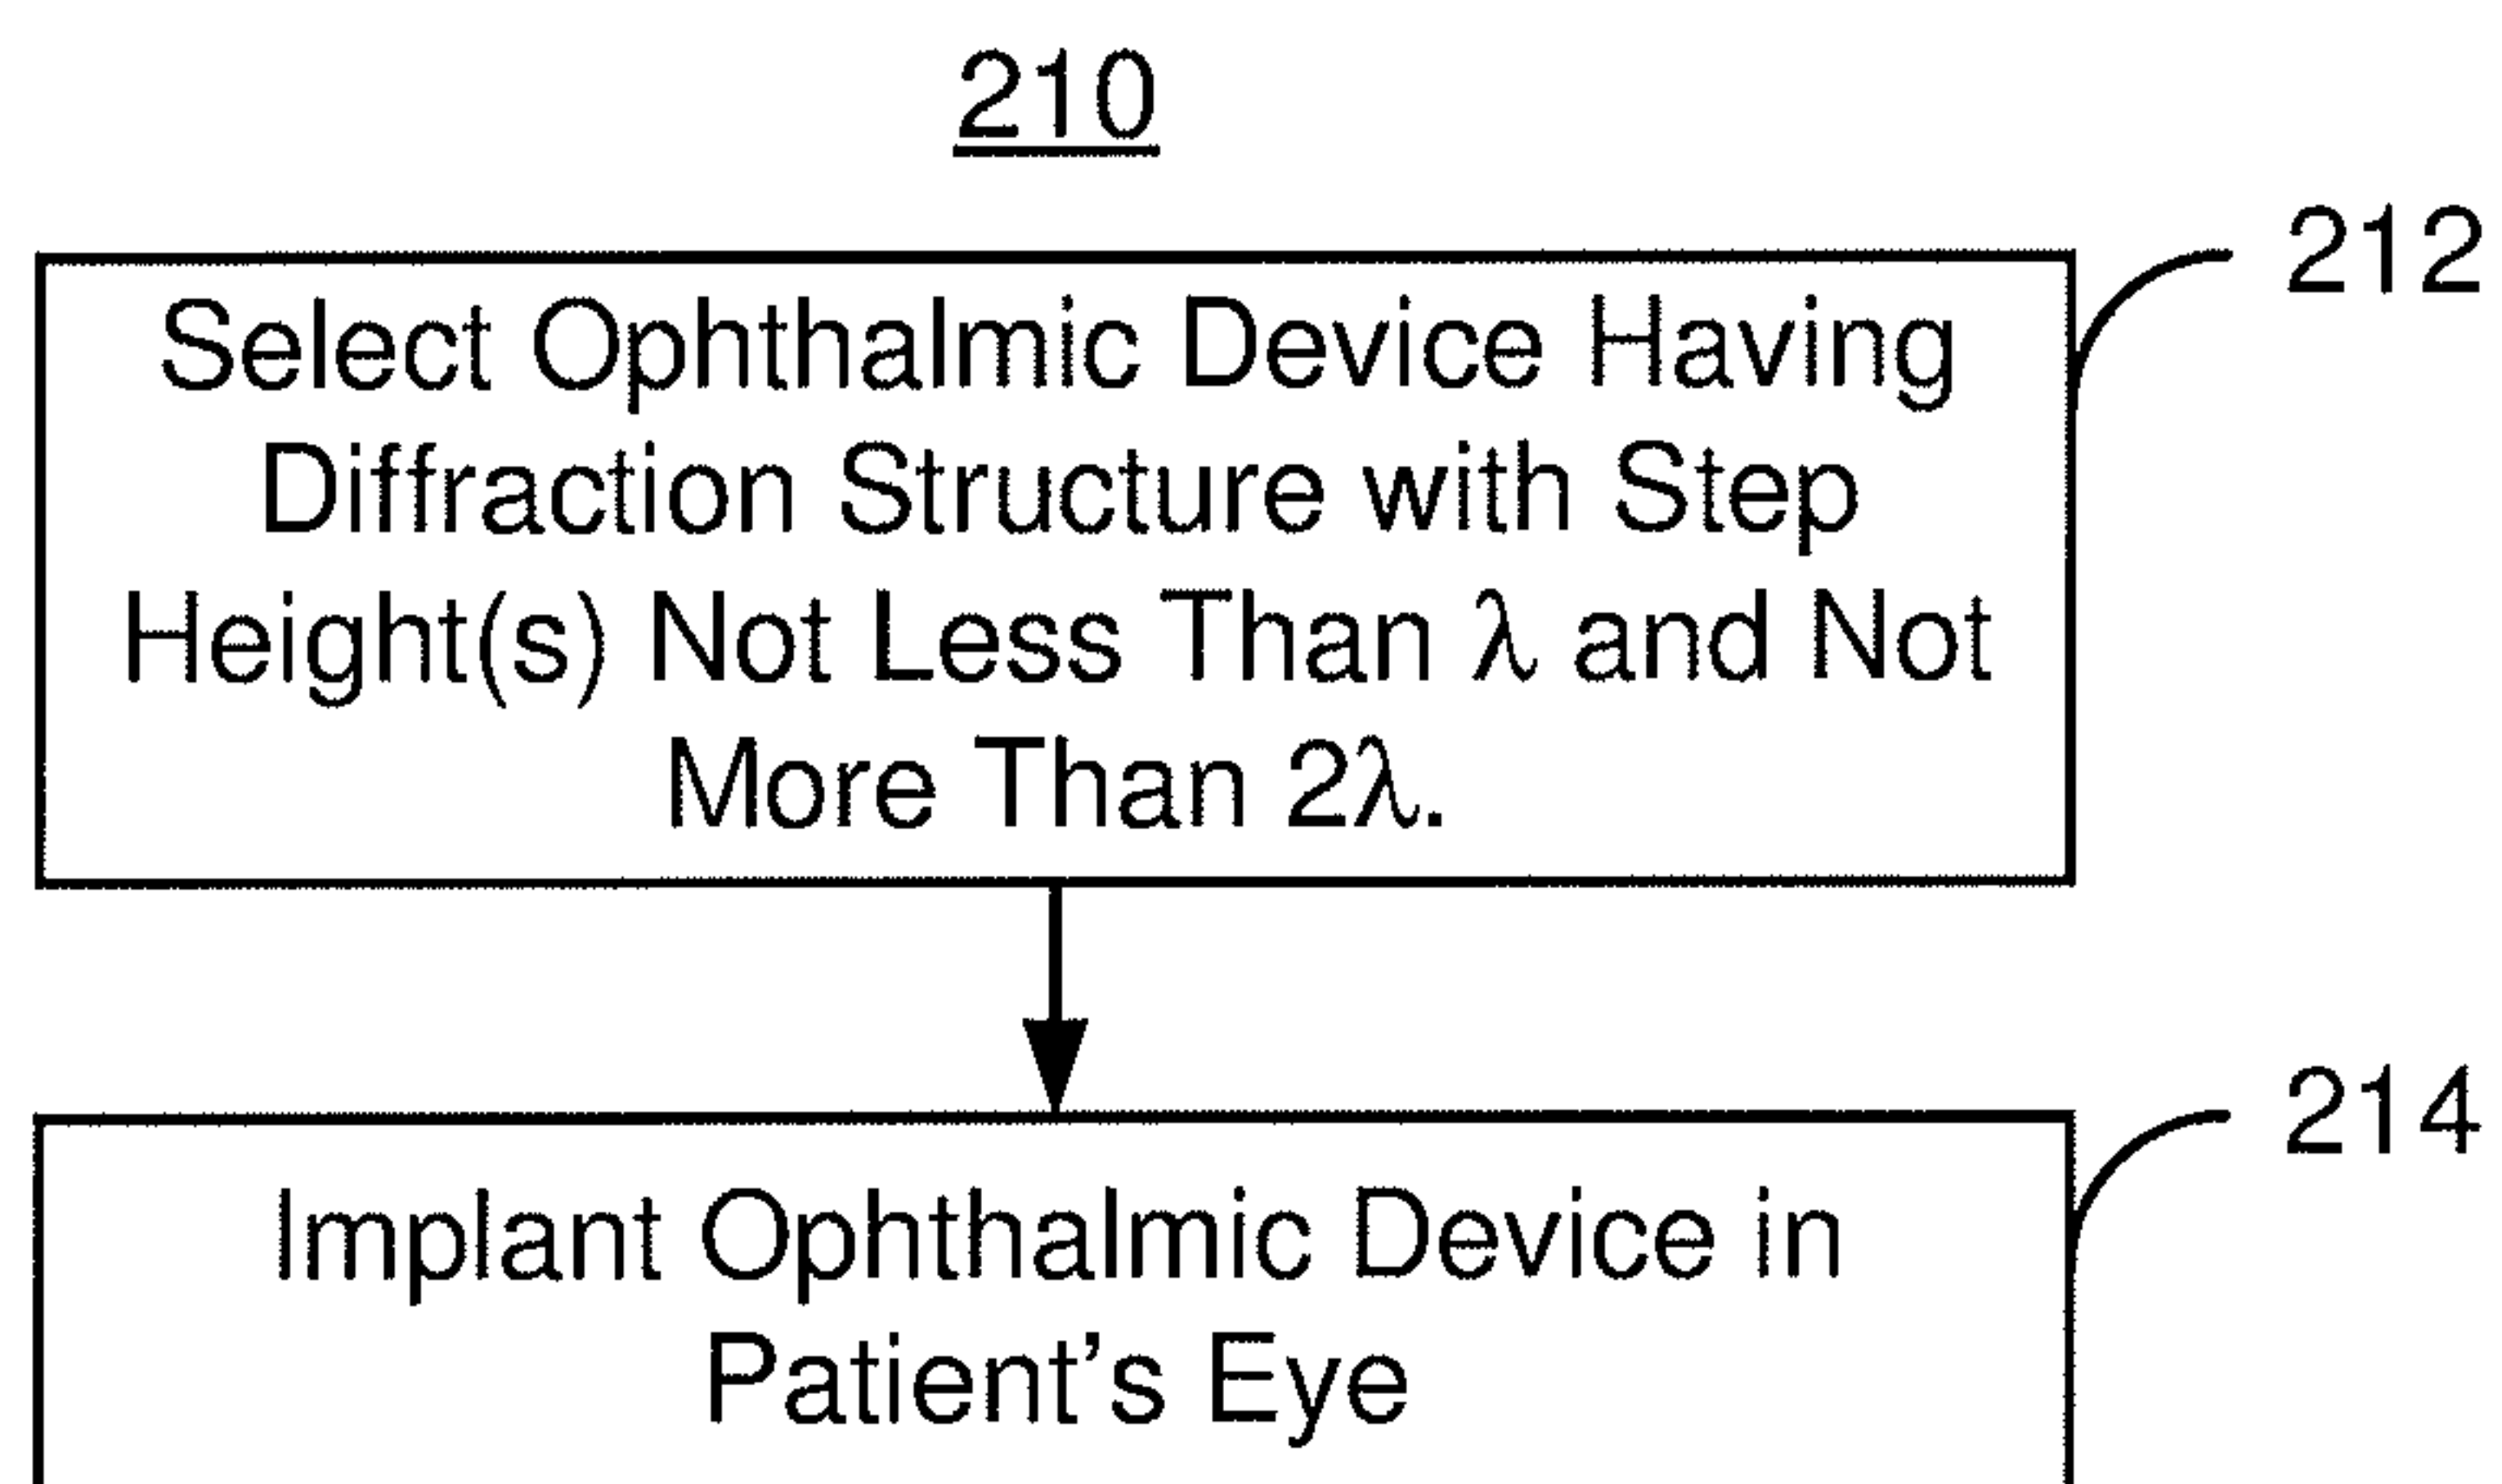 210
212
Select Ophthalmic Device Having
Diffraction Structure with Step
Height(s) Not Less Than λ and Not
More Than 2λ.
214
Implant Ophthalmic Device in
Patient’s Eye